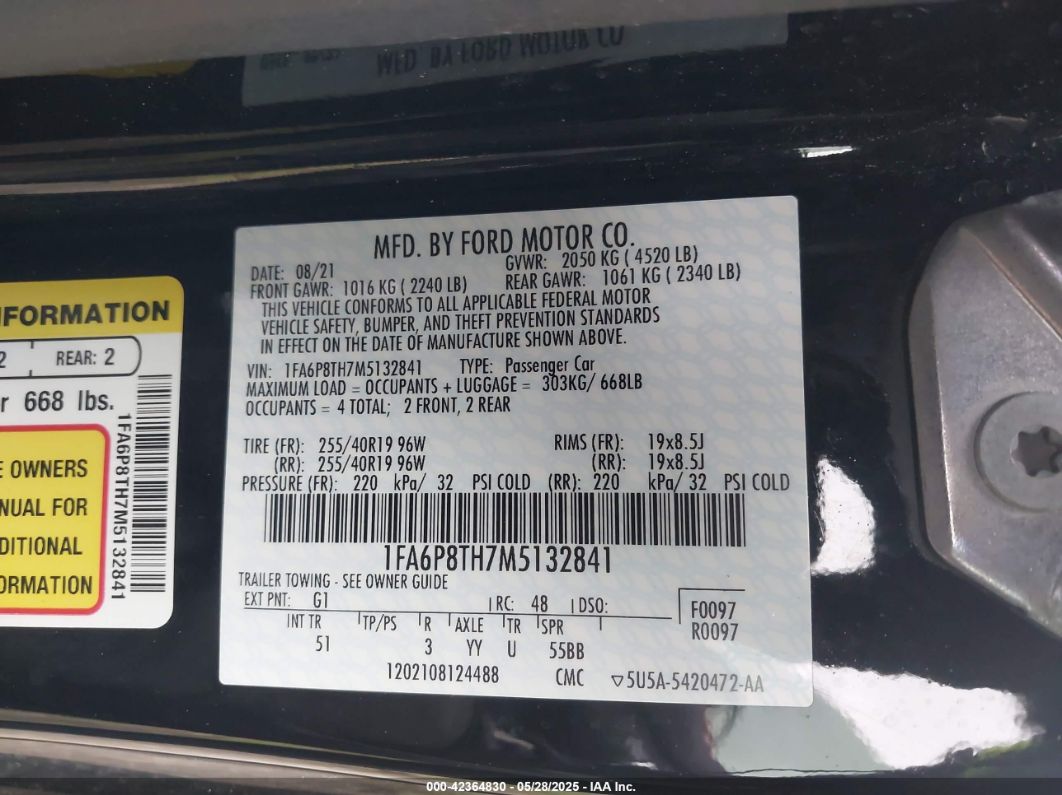 MFD. BY FORD MOTOR CO
MFD. BY FORD MOTOR CO.
DATE: 08/21 GVWR: 2050 KG ( 4520 LB)
FRONT GAWR: 1016 KG ( 2240 LB) REAR GAWR: 1061 KG ( 2340 LB)
THIS VEHICLE CONFORMS TO ALL APPLICABLE FEDERAL MOTOR
VEHICLE SAFETY, BUMPER, AND THEFT PREVENTION STANDARDS
IN EFFECT ON THE DATE OF MANUFACTURE SHOWN ABOVE.
VIN: 1FA6P8TH7M5132841 TYPE: Passenger Car
MAXIMUM LOAD = OCCUPANTS + LUGGAGE = 303KG/ 668LB
OCCUPANTS = 4 TOTAL; 2 FRONT, 2 REAR
TIRE (FR): 255/40R19 96W RIMS (FR): 19x8.5J
(RR): 255/40R19 96W (RR): 19x8.5J
PRESSURE (FR): 220 kPa/ 32 PSI COLD (RR): 220 kPa/ 32 PSI COLD
1FA6P8TH7M5132841
TRAILER TOWING - SEE OWNER GUIDE
EXT PNT: G1 RC: 48 DSO: F0097
R0097
INT TR TP/PS R AXLE TR SPR
51 3 YY U 55BB
1202108124488 CMC ▽5U5A-5420472-AA
NFORMATION
2 REAR: 2
r 668 lbs.
1FA6P8TH7M5132841
E OWNERS
NUAL FOR
DITIONAL
ORMATION
000-42364830 - 05/28/2025 - IAA Inc.